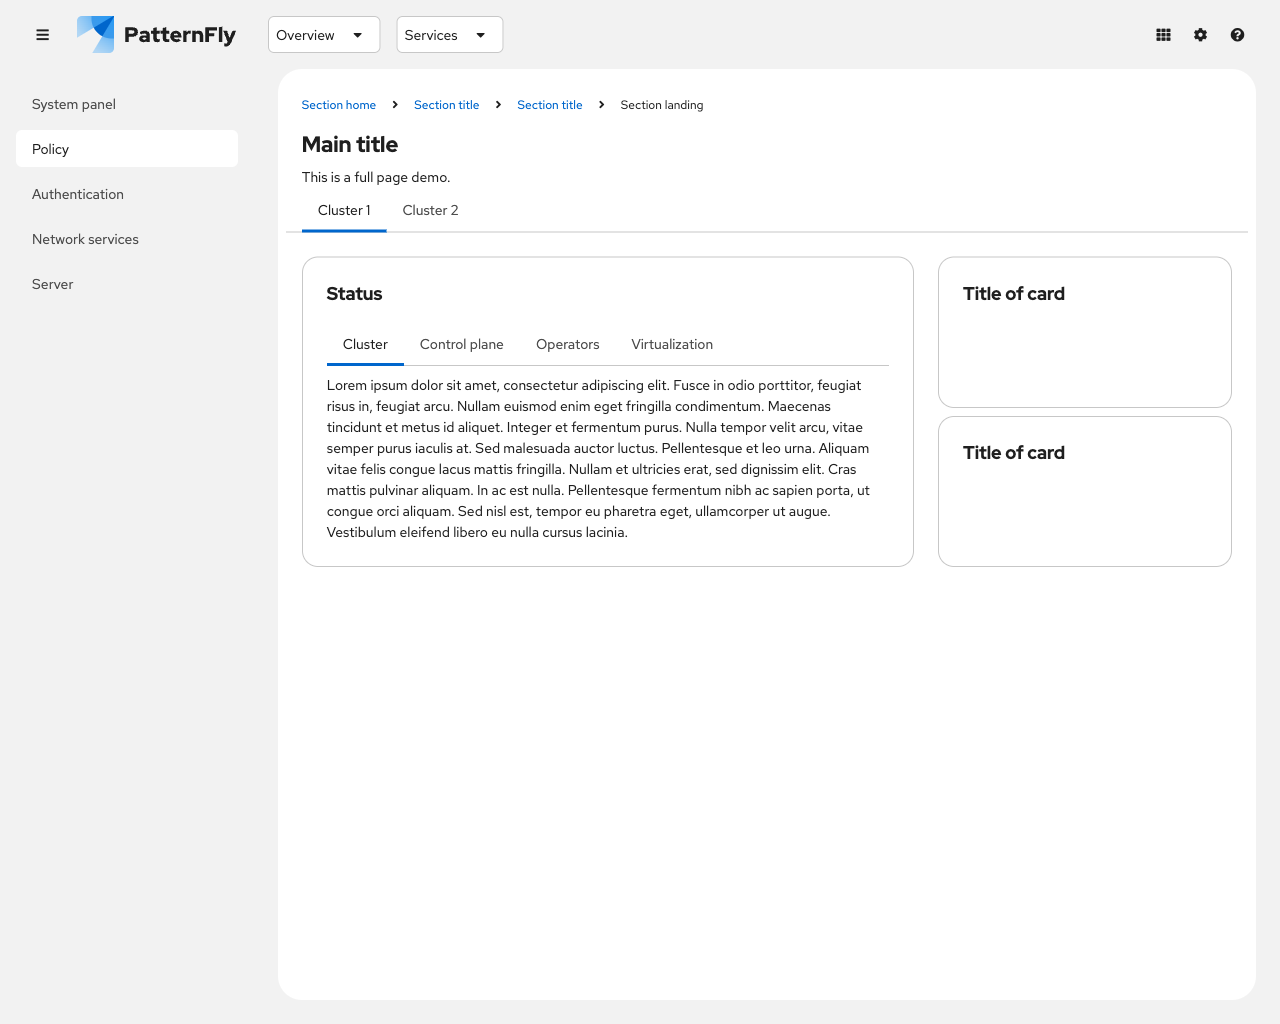 PatternFly
Overview
Services
System panel
Policy
Authentication
Network services
Server
Section home
Section title
Section title
Section landing
Main title
This is a full page demo.
Cluster 1
Cluster 2
Status
Cluster
Control plane
Operators
Virtualization
Lorem ipsum dolor sit amet, consectetur adipiscing elit. Fusce in odio porttitor, feugiat
risus in, feugiat arcu. Nullam euismod enim eget fringilla condimentum. Maecenas
tincidunt et metus id aliquet. Integer et fermentum purus. Nulla tempor velit arcu, vitae
semper purus iaculis at. Sed malesuada auctor luctus. Pellentesque et leo urna. Aliquam
vitae felis congue lacus mattis fringilla. Nullam et ultricies erat, sed dignissim elit. Cras
mattis pulvinar aliquam. In ac est nulla. Pellentesque fermentum nibh ac sapien porta, ut
congue orci aliquam. Sed nisl est, tempor eu pharetra eget, ullamcorper ut augue.
Vestibulum eleifend libero eu nulla cursus lacinia.
Title of card
Title of card